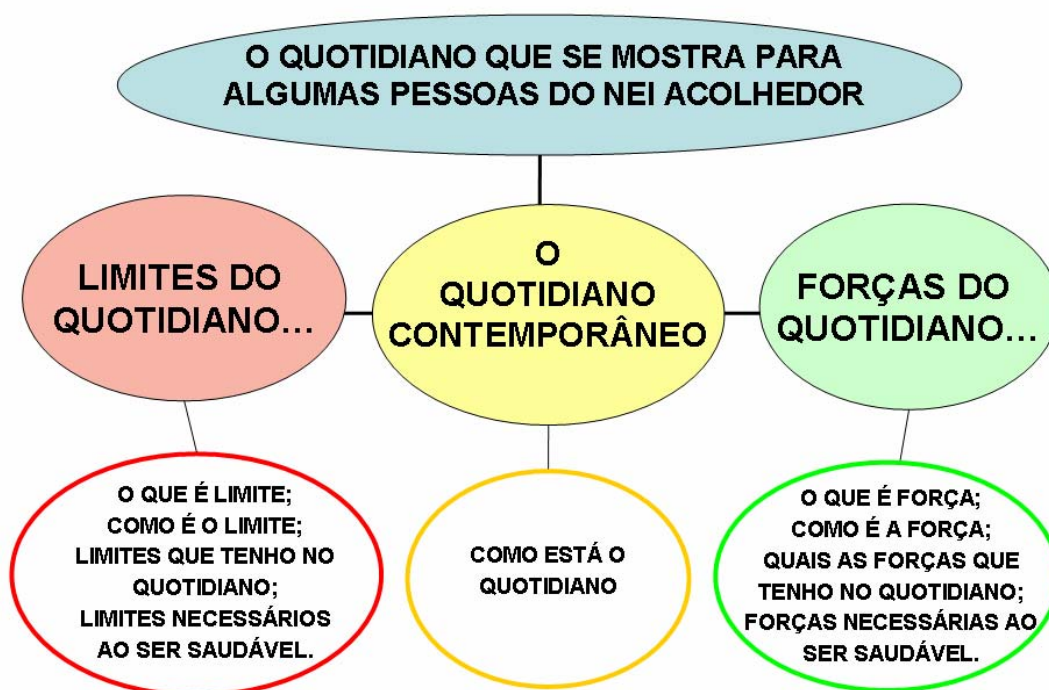 O QUOTIDIANO QUE SE MOSTRA PARA
ALGUMAS PESSOAS DO NEI ACOLHEDOR
LIMITES DO
QUOTIDIANO...
O
QUOTIDIANO
CONTEMPORÂNEO
FORÇAS DO
QUOTIDIANO...
O QUE É LIMITE;
COMO É O LIMITE;
LIMITES QUE TENHO NO
QUOTIDIANO;
LIMITES NECESSÁRIOS
AO SER SAUDÁVEL.
COMO ESTÁ O
QUOTIDIANO
O QUE É FORÇA;
COMO É A FORÇA;
QUAIS AS FORÇAS QUE
TENHO NO QUOTIDIANO;
FORÇAS NECESSÁRIAS AO
SER SAUDÁVEL.